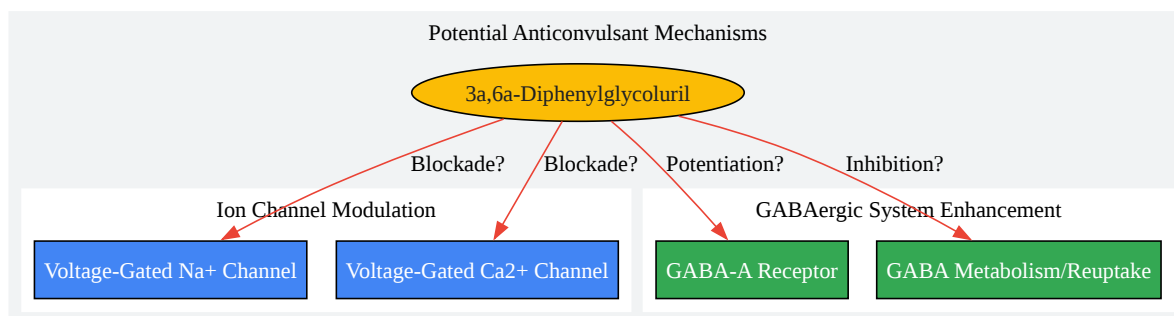 Potential Anticonvulsant Mechanisms
3a,6a-Diphenylglycoluril
Blockade?
Blockade?
Potentiation?
Inhibition?
Ion Channel Modulation
GABAergic System Enhancement
Voltage-Gated Na+ Channel
Voltage-Gated Ca2+ Channel
GABA-A Receptor
GABA Metabolism/Reuptake